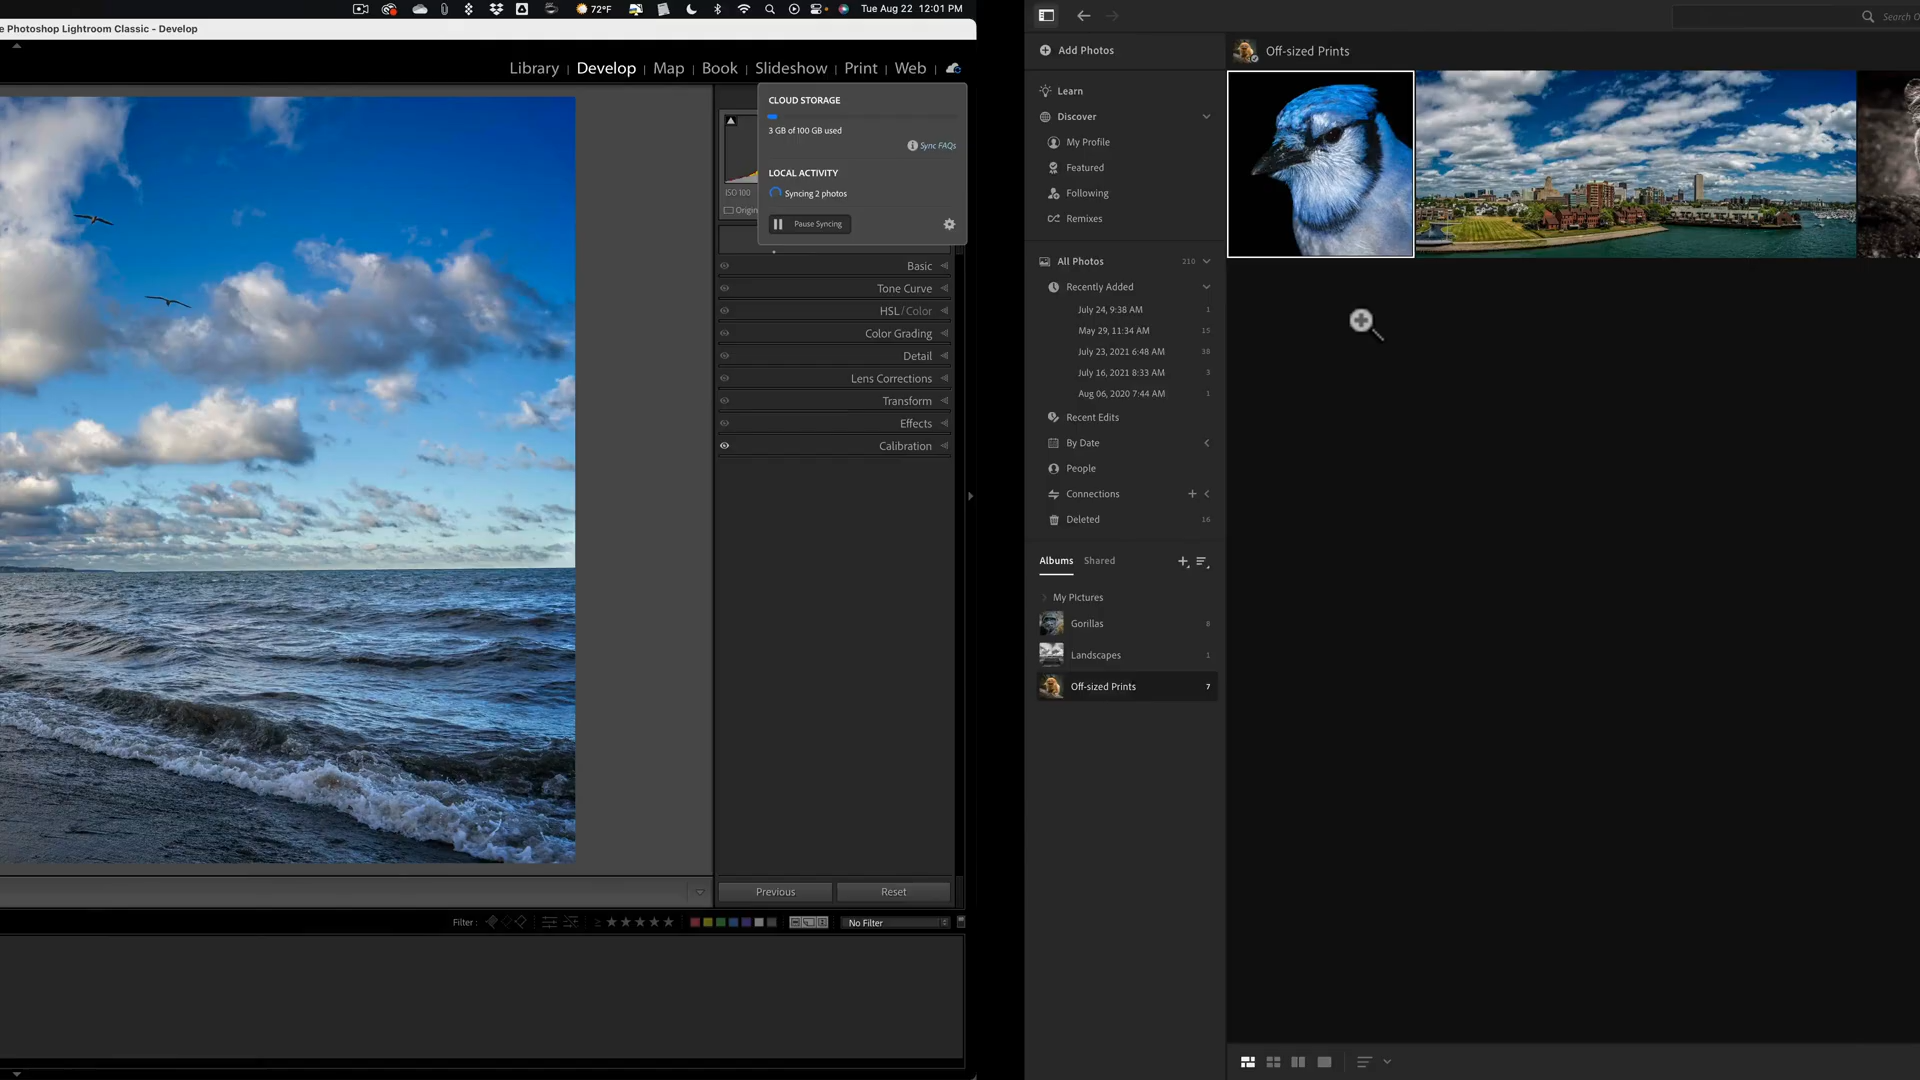 72°F Tue Aug 22 12:01 PM
e Photoshop Lightroom Classic - Develop
Library | Develop | Map | Book | Slideshow | Print | Web |
CLOUD STORAGE
3 GB of 100 GB used
Sync FAQs
LOCAL ACTIVITY
Syncing 2 photos
Pause Syncing
ISO 100
Origin
Basic
Tone Curve
HSL / Color
Color Grading
Detail
Lens Corrections
Transform
Effects
Calibration
Previous Reset
Filter : No Filter
Search O
Add Photos
Off-sized Prints
Learn
Discover
My Profile
Featured
Following
Remixes
All Photos 210
Recently Added
July 24, 9:38 AM 1
May 29, 11:34 AM 15
July 23, 2021 6:48 AM 38
July 16, 2021 8:33 AM 3
Aug 06, 2020 7:44 AM 1
Recent Edits
By Date
People
Connections
Deleted 16
Albums Shared
My PIctures
Gorillas 8
Landscapes 1
Off-sized Prints 7